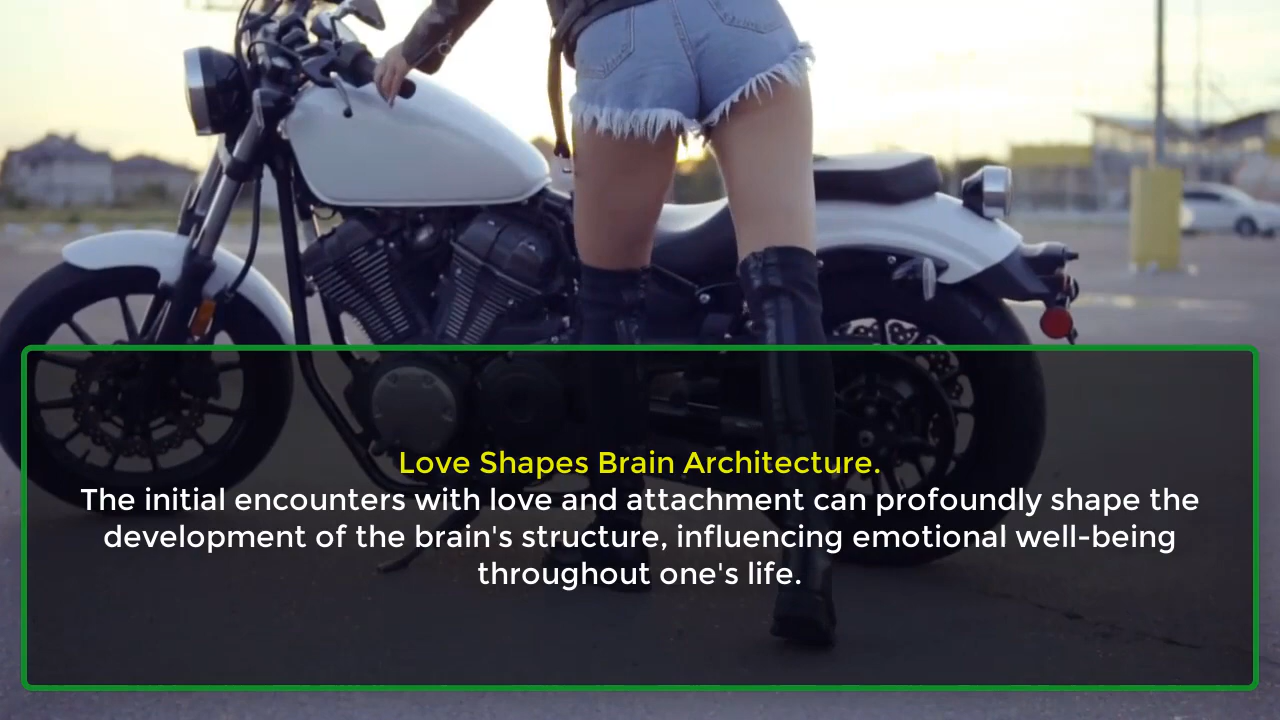 Love Shapes Brain Architecture.
The initial encounters with love and attachment can profoundly shape the
development of the brain's structure, influencing emotional well-being
throughout one's life.